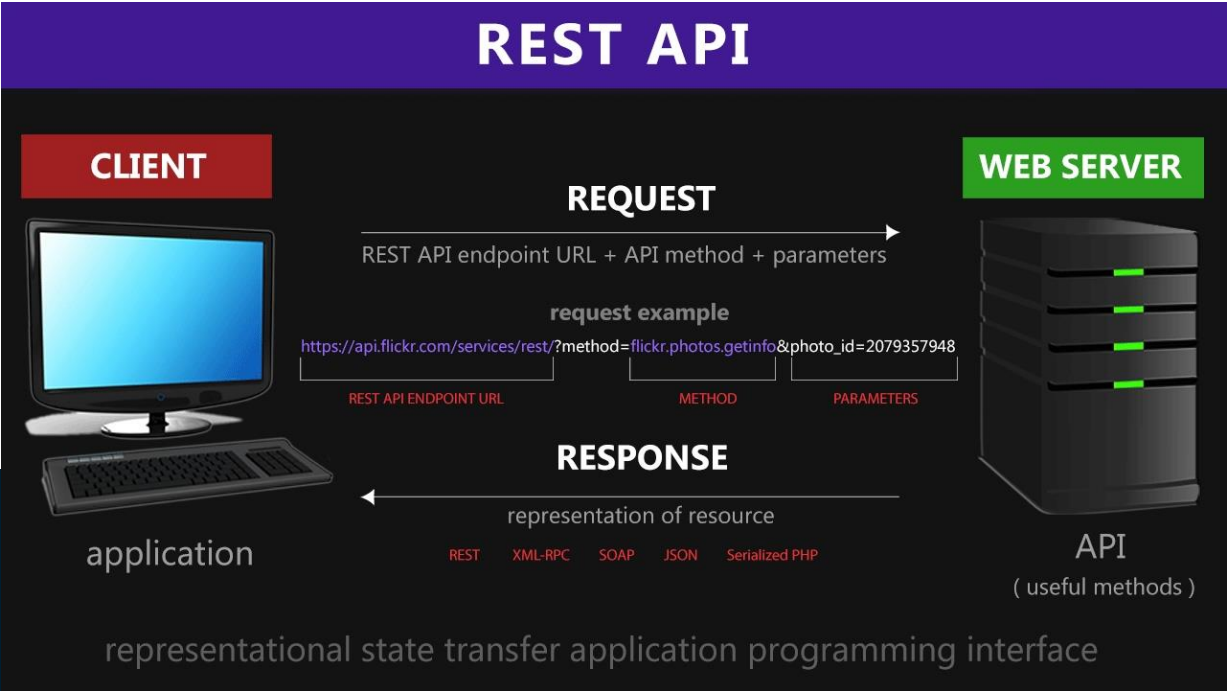 REST API
CLIENT
WEB SERVER
REQUEST
REST API endpoint URL + API method + parameters
request example
https://api.flickr.com/services/rest/?method=flickr.photos.getinfo&photo_id=2079357948
REST API ENDPOINT URL METHOD PARAMETERS
RESPONSE
representation of resource
REST XML-RPC SOAP JSON Serialized PHP
application
API
( useful methods )
representational state transfer application programming interface